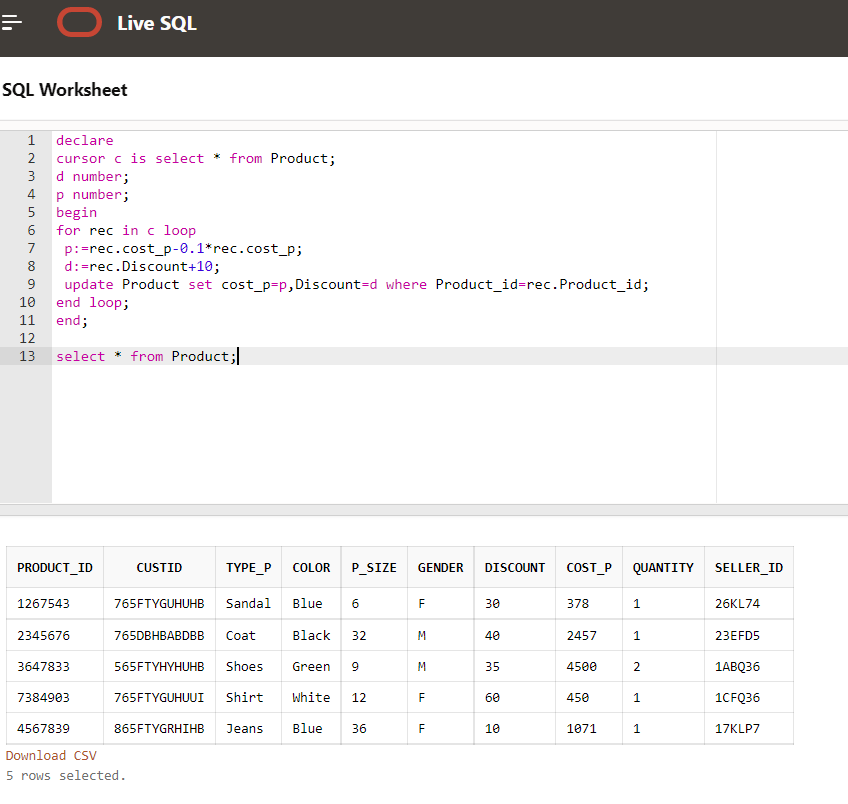 Live SQL
SQL Worksheet
1 declare
2 cursor c is select * from Product;
3 d number;
4 p number;
5 begin
6 for rec in c loop
7 p:=rec.cost_p-0.1*rec.cost_p;
8 d:=rec.Discount+10;
9 update Product set cost_p=p,Discount=d where Product_id=rec.Product_id;
10 end loop;
11 end;
12
13 select * from Product;
PRODUCT_ID CUSTID TYPE_P COLOR P_SIZE GENDER DISCOUNT COST_P QUANTITY SELLER_ID
1267543 765FTYGUHUHB Sandal Blue 6 F 30 378 1 26KL74
2345676 765DBHBABDBB Coat Black 32 M 40 2457 1 23EFD5
3647833 565FTYHYHUHB Shoes Green 9 M 35 4500 2 1ABQ36
7384903 765FTYGUHUUI Shirt White 12 F 60 450 1 1CFQ36
4567839 865FTYGRHIHB Jeans Blue 36 F 10 1071 1 17KLP7
Download CSV
5 rows selected.